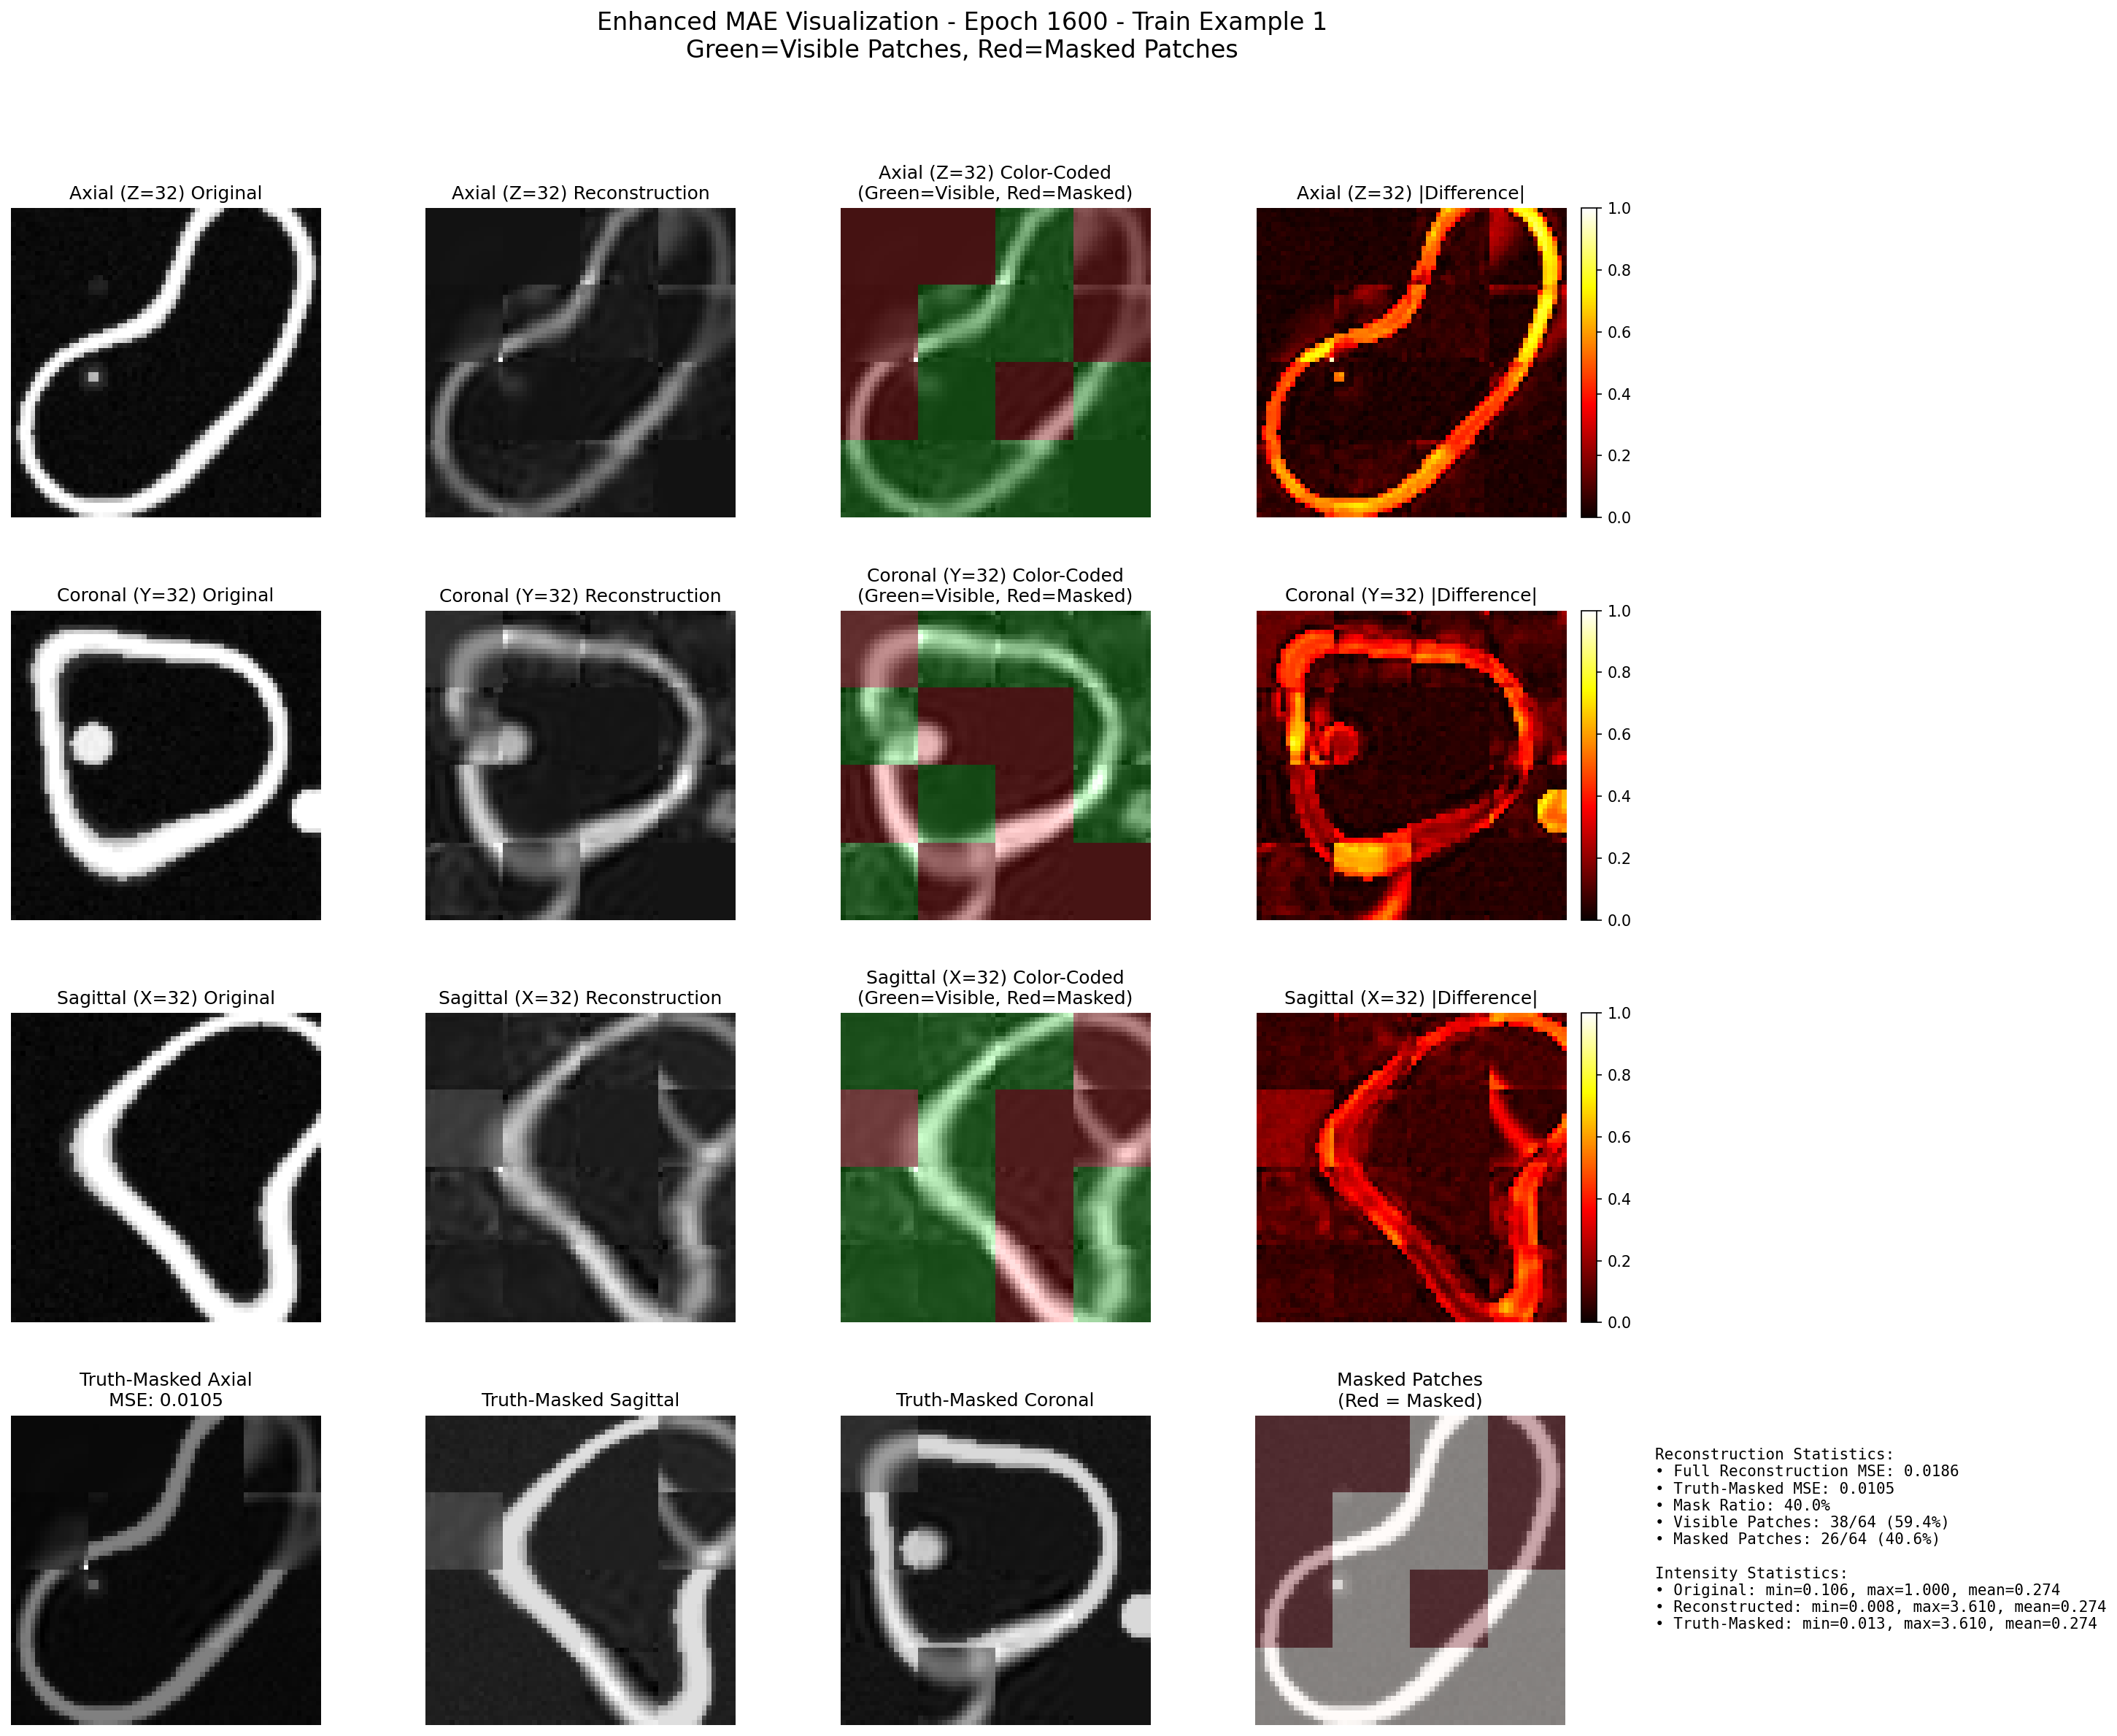 Enhanced MAE Visualization - Epoch 1600 - Train Example 1
Green=Visible Patches, Red=Masked Patches
Axial (Z=32) Original
Axial (Z=32) Reconstruction
Axial (Z=32) Color-Coded
(Green=Visible, Red=Masked)
Axial (Z=32) |Difference|
1.0
0.8
0.6
0.4
0.2
0.0
Coronal (Y=32) Original
Coronal (Y=32) Reconstruction
Coronal (Y=32) Color-Coded
(Green=Visible, Red=Masked)
Coronal (Y=32) |Difference|
1.0
0.8
0.6
0.4
0.2
0.0
Sagittal (X=32) Original
Sagittal (X=32) Reconstruction
Sagittal (X=32) Color-Coded
(Green=Visible, Red=Masked)
Sagittal (X=32) |Difference|
1.0
0.8
0.6
0.4
0.2
0.0
Truth-Masked Axial
MSE: 0.0105
Truth-Masked Sagittal
Truth-Masked Coronal
Masked Patches
(Red = Masked)
Reconstruction Statistics:
• Full Reconstruction MSE: 0.0186
• Truth-Masked MSE: 0.0105
• Mask Ratio: 40.0%
• Visible Patches: 38/64 (59.4%)
• Masked Patches: 26/64 (40.6%)
Intensity Statistics:
• Original: min=0.106, max=1.000, mean=0.274
• Reconstructed: min=0.008, max=3.610, mean=0.274
• Truth-Masked: min=0.013, max=3.610, mean=0.274